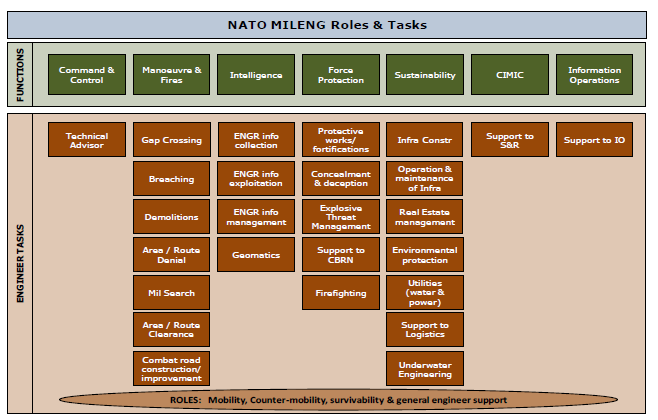 NATO MILENG Roles & Tasks
FUNCTIONS
Command &
Control
Manoeuvre &
Fires
Intelligence
Force
Protection
Sustainability
CIMIC
Information
Operations
ENGINEER TASKS
Technical
Advisor
Gap Crossing
Breaching
Demolitions
Area / Route
Denial
Mil Search
Area / Route
Clearance
Combat road
construction/
improvement
ENGR info
collection
ENGR info
exploitation
ENGR info
management
Geomatics
Protective
works/
fortifications
Concealment
& deception
Explosive
Threat
Management
Support to
CBRN
Firefighting
Infra Constr
Operation &
maintenance
of Infra
Real Estate
management
Environmental
protection
Utilities
(water &
power)
Support to
Logistics
Underwater
Engineering
Support to
S&R
Support to IO
ROLES: Mobility, Counter-mobility, survivability & general engineer support